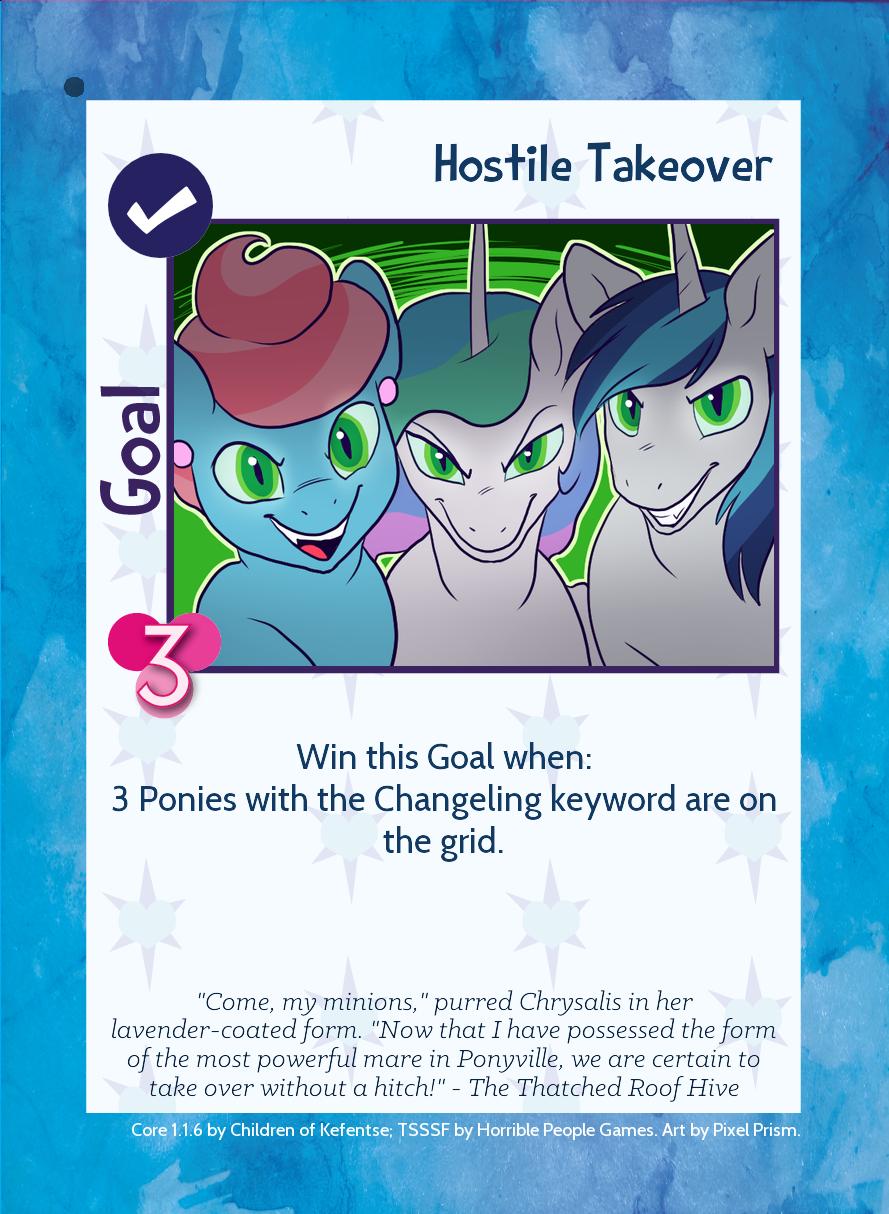 Hostile Takeover
Goal
3
Win this Goal when:
3 Ponies with the Changeling keyword are on
the grid.
"Come, my minions," purred Chrysalis in her
lavender-coated form. "Now that I have possessed the form
of the most powerful mare in Ponyville, we are certain to
take over without a hitch!" - The Thatched Roof Hive
Core 1.1.6 by Children of Kefentse; TSSSF by Horrible People Games. Art by Pixel Prism.